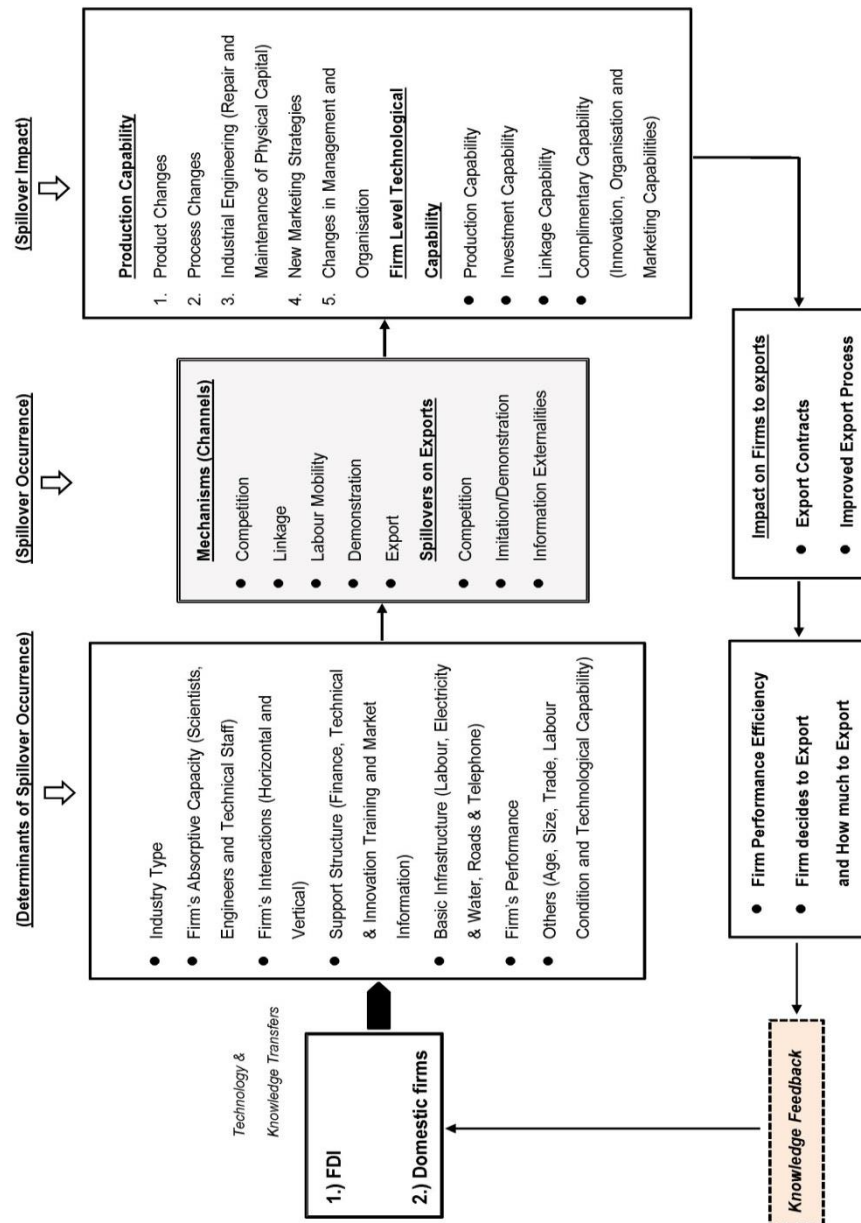 (Determinants of Spillover Occurrence)
(Spillover Occurrence)
(Spillover Impact)
Technology &
Knowledge Transfers
1.) FDI
2.) Domestic firms
● Industry Type
● Firm's Absorptive Capacity (Scientists,
Engineers and Technical Staff)
● Firm's Interactions (Horizontal and
Vertical)
● Support Structure (Finance, Technical
& Innovation Training and Market
Information)
● Basic Infrastructure (Labour, Electricity
& Water, Roads & Telephone)
● Firm's Performance
● Others (Age, Size, Trade, Labour
Condition and Technological Capability)
Mechanisms (Channels)
● Competition
● Linkage
● Labour Mobility
● Demonstration
● Export
Spillovers on Exports
● Competition
● Imitation/Demonstration
● Information Externalities
Production Capability
1. Product Changes
2. Process Changes
3. Industrial Engineering (Repair and
Maintenance of Physical Capital)
4. New Marketing Strategies
5. Changes in Management and
Organisation
Firm Level Technological
Capability
● Production Capability
● Investment Capability
● Linkage Capability
● Complimentary Capability
(Innovation, Organisation and
Marketing Capabilities)
Impact on Firms to exports
● Export Contracts
● Improved Export Process
● Firm Performance Efficiency
● Firm decides to Export
and How much to Export
Knowledge Feedback